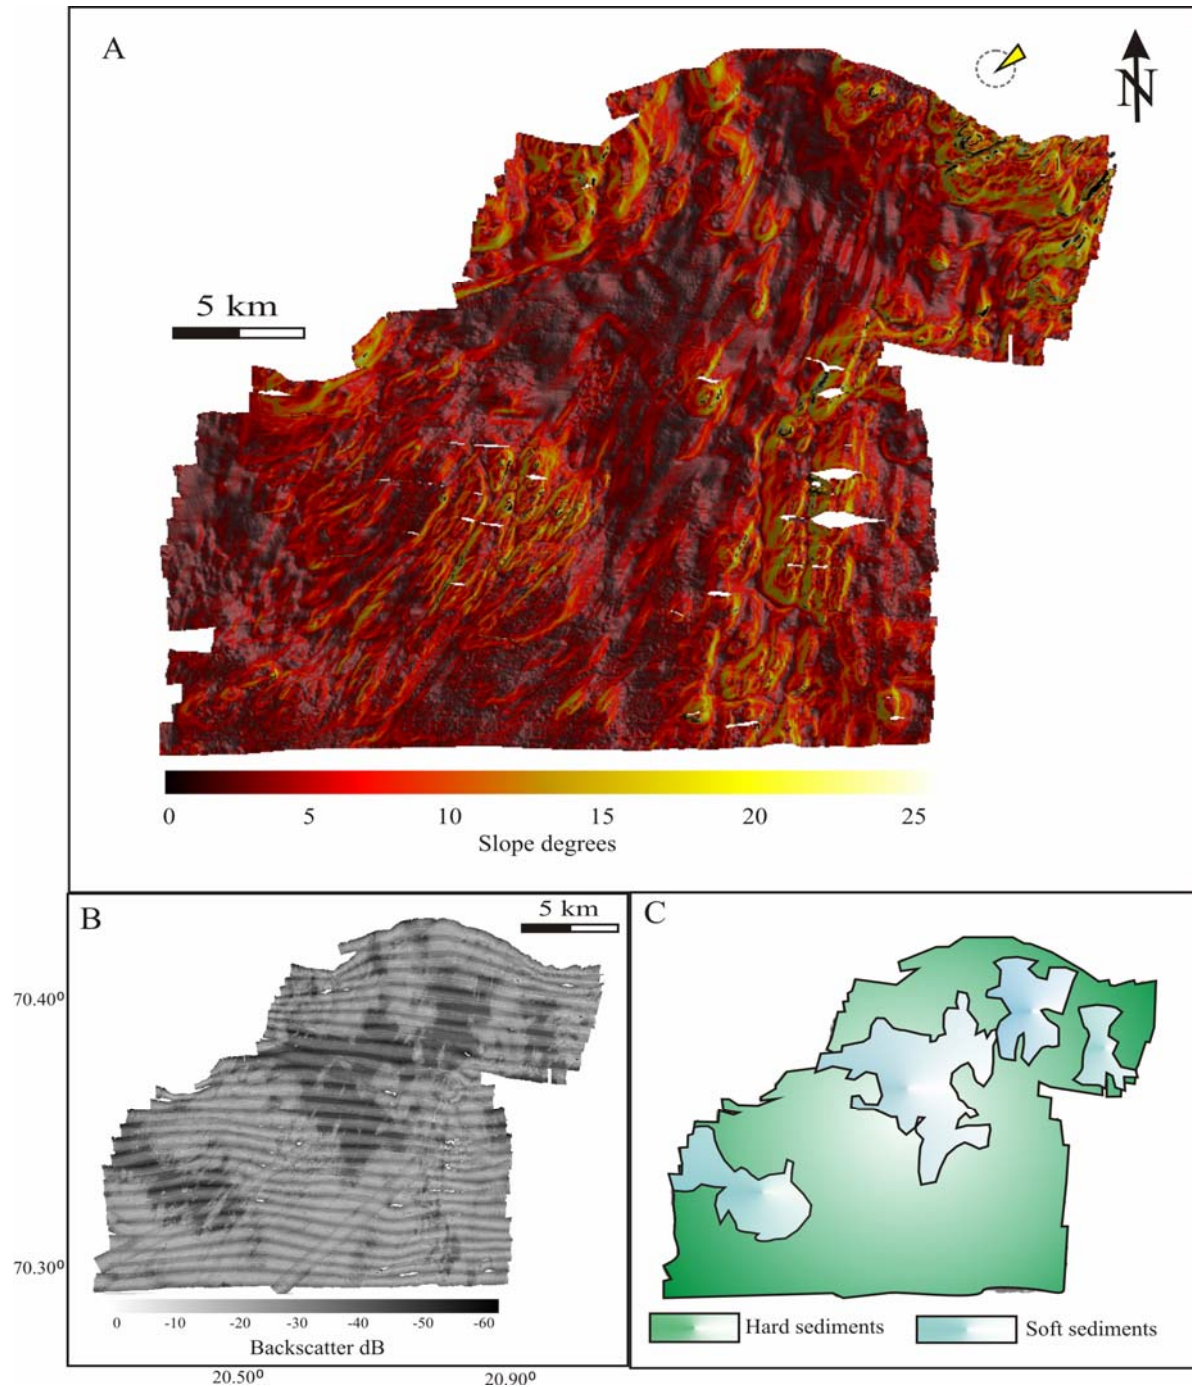 A
N
5 km
0 5 10 15 20 25
Slope degrees
B
5 km
70.40⁰
70.30⁰
0 -10 -20 -30 -40 -50 -60
Backscatter dB
20.50⁰ 20.90⁰
C
Hard sediments Soft sediments